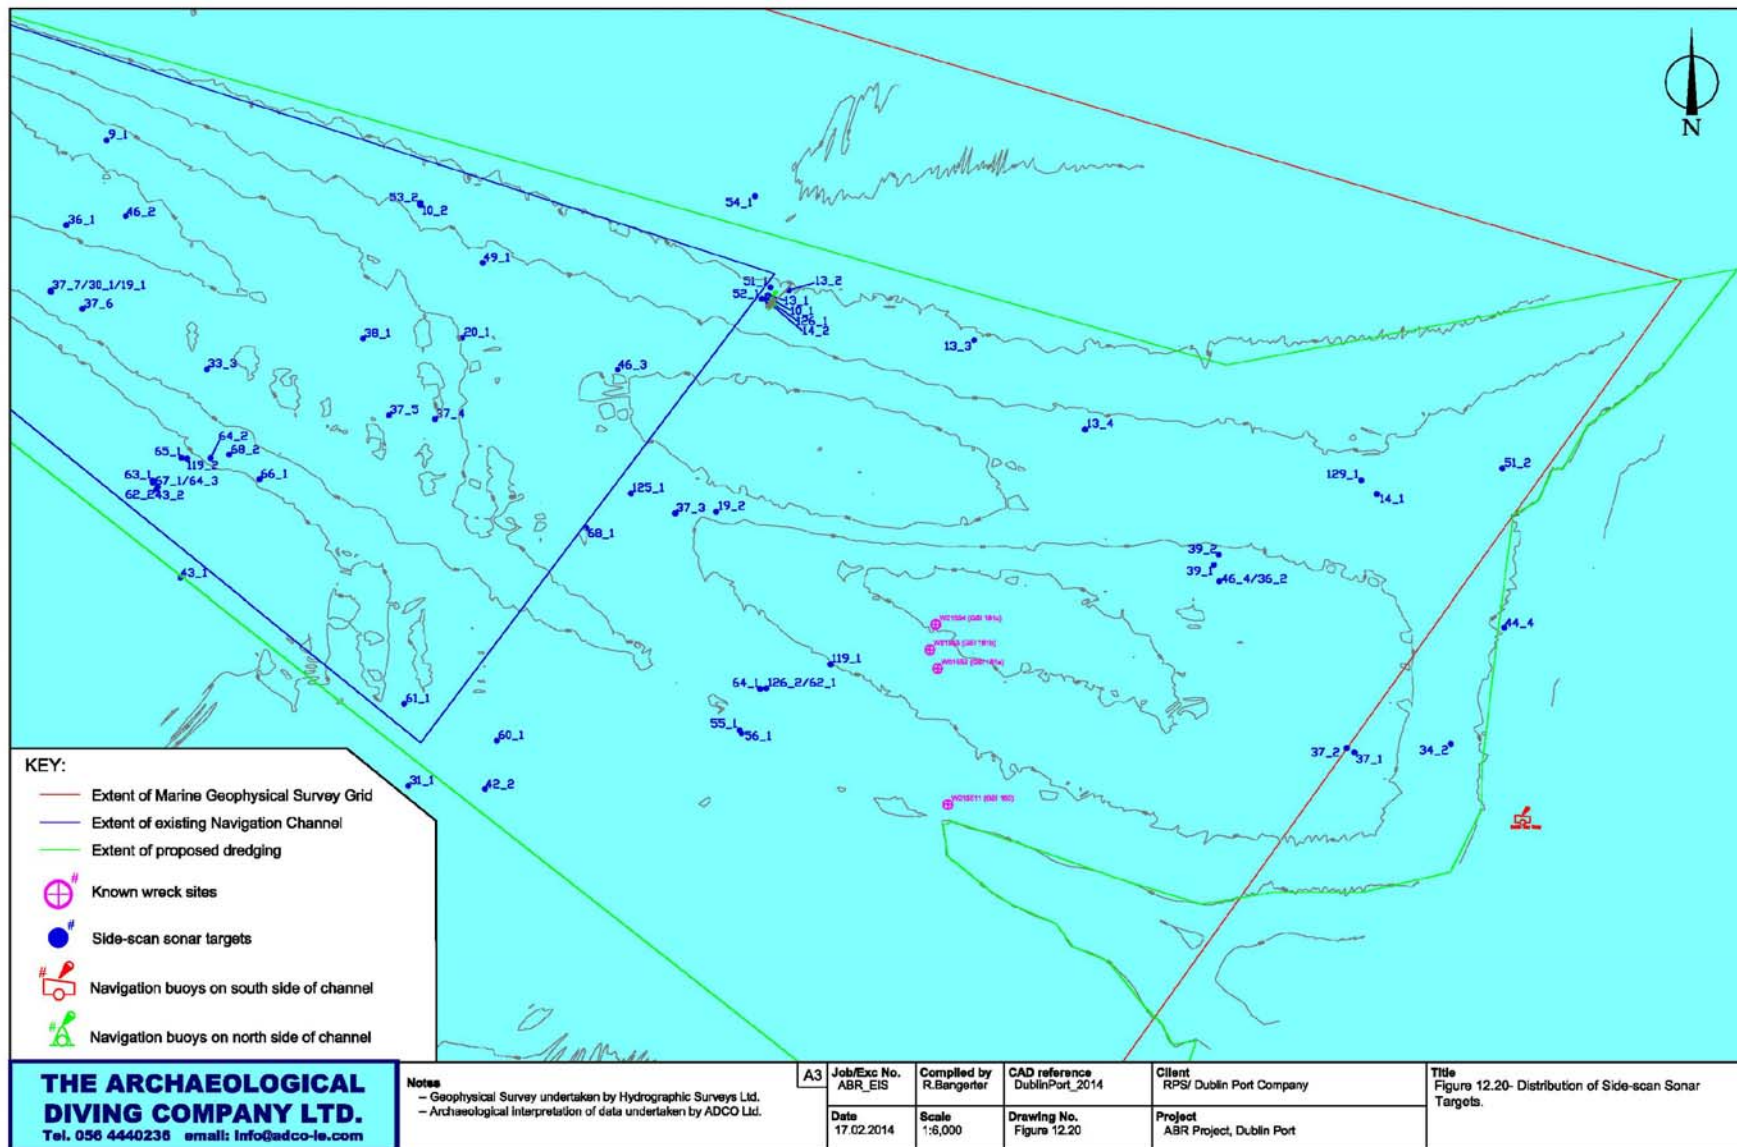 9_1
36_1
46_2
53_2
10_2
54_1
49_1
37_7/30_1/19_1
37_6
51_1
52_1
13_2
13_1
10_1
126_1
14_2
38_1
20_1
33_3
46_3
13_3
37_5
37_4
13_4
64_2
65_1
119_2
68_2
66_1
63_1
67_1/64_3
125_1
37_3
19_2
68_1
129_1
14_1
51_2
43_1
39_2
39_1
46_4/36_2
44_4
119_1
64_1
126_2/62_1
61_1
60_1
55_1
56_1
37_2
37_1
34_2
31_1
42_2
N
KEY:
Extent of Marine Geophysical Survey Grid
Extent of existing Navigation Channel
Extent of proposed dredging
# Known wreck sites
# Side-scan sonar targets
# Navigation buoys on south side of channel
# Navigation buoys on north side of channel
THE ARCHAEOLOGICAL
DIVING COMPANY LTD.
Tel. 056 4440236 email: info@adco-ie.com
Notes
– Geophysical Survey undertaken by Hydrographic Surveys Ltd.
– Archaeological interpretation of data undertaken by ADCO Ltd.
A3
Job/Exc No.
ABR_EIS
Compiled by
R.Bangerter
CAD reference
DublinPort_2014
Client
RPS/ Dublin Port Company
Title
Figure 12.20- Distribution of Side-scan Sonar
Targets.
Date
17.02.2014
Scale
1:6,000
Drawing No.
Figure 12.20
Project
ABR Project, Dublin Port